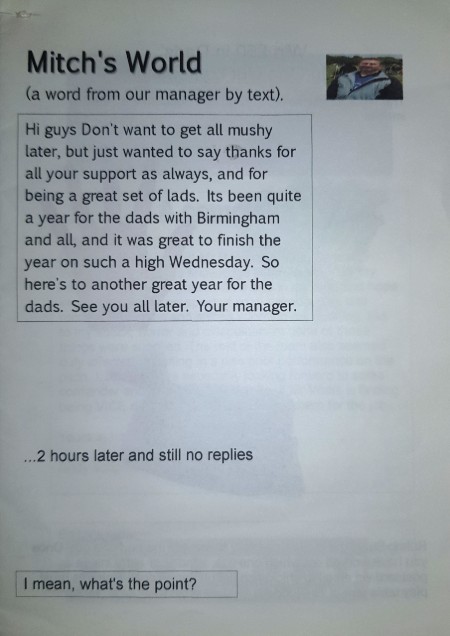 Mitch's World
(a word from our manager by text).
Hi guys Don't want to get all mushy
later, but just wanted to say thanks for
all your support as always, and for
being a great set of lads. Its been quite
a year for the dads with Birmingham
and all, and it was great to finish the
year on such a high Wednesday. So
here's to another great year for the
dads. See you all later. Your manager.
...2 hours later and still no replies
I mean, what's the point?